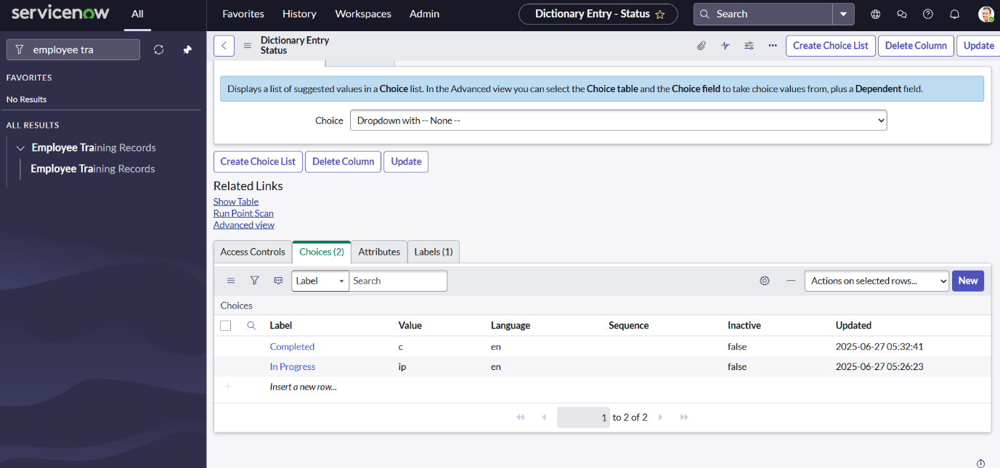 servicenow All Favorites History Workspaces Admin Dictionary Entry - Status Search
employee tra
FAVORITES
No Results
ALL RESULTS
Employee Training Records
Employee Training Records
Dictionary Entry
Status
Create Choice List Delete Column Update
Displays a list of suggested values in a Choice list. In the Advanced view you can select the Choice table and the Choice field to take choice values from, plus a Dependent field.
Choice Dropdown with -- None --
Create Choice List Delete Column Update
Related Links
Show Table
Run Point Scan
Advanced view
Access Controls Choices (2) Attributes Labels (1)
Label Search Actions on selected rows... New
Choices
Label Value Language Sequence Inactive Updated
Completed c en false 2025-06-27 05:32:41
In Progress ip en false 2025-06-27 05:26:23
Insert a new row...
1 to 2 of 2